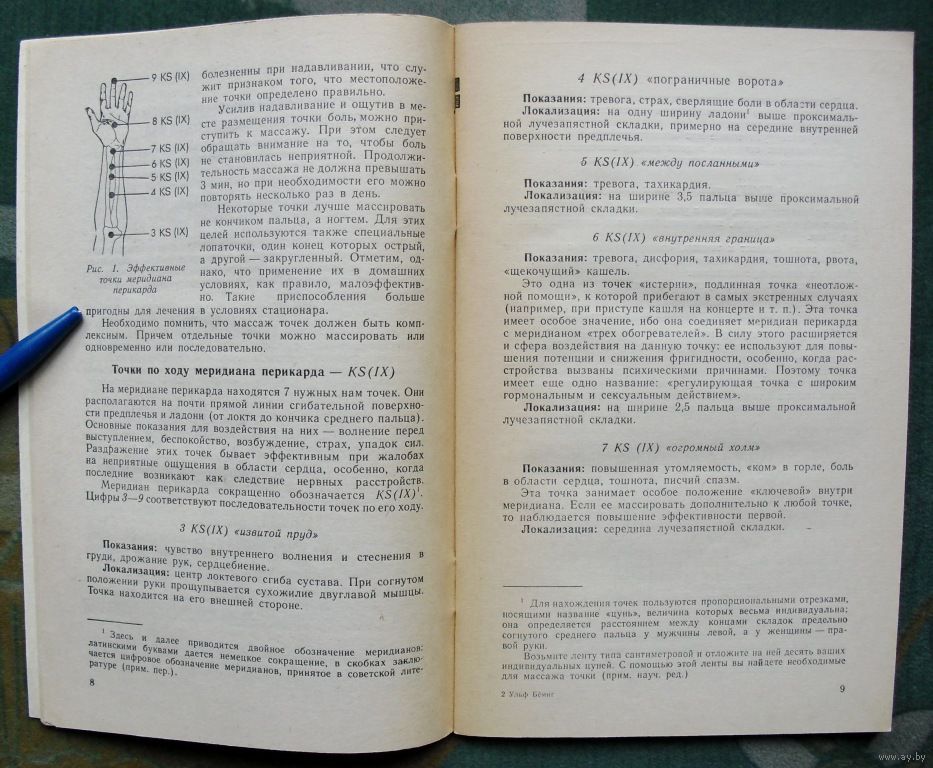 9 KS (IX)
8 KS (IX)
7 KS (IX)
6 KS (IX)
5 KS (IX)
4 KS (IX)
3 KS (IX)
Рис. 1. Эффективные
точки меридиана
перикарда
болезненны при надавливании, что слу-
жит признаком того, что местоположе-
ние точки определено правильно.
Усилив надавливание и ощутив в ме-
сте размещения точки боль, можно при-
ступить к массажу. При этом следует
обращать внимание на то, чтобы боль
не становилась неприятной. Продолжи-
тельность массажа не должна превышать
3 мин, но при необходимости его можно
повторять несколько раз в день.
Некоторые точки лучше массировать
не кончиком пальца, а ногтем. Для этих
целей используются также специальные
лопаточки, один конец которых острый,
а другой — закругленный. Отметим, од-
нако, что применение их в домашних
условиях, как правило, малоэффектив-
но. Такие приспособления больше
пригодны для лечения в условиях стационара.
Необходимо помнить, что массаж точек должен быть комп-
лексным. Причем отдельные точки можно массировать или
одновременно или последовательно.
Точки по ходу меридиана перикарда — KS(IX)
На меридиане перикарда находятся 7 нужных нам точек. Они
располагаются на почти прямой линии сгибательной поверхно-
сти предплечья и ладони (от локтя до кончика среднего пальца).
Основные показания для воздействия на них — волнение перед
выступлением, беспокойство, возбуждение, страх, упадок сил.
Раздражение этих точек бывает эффективным при жалобах
на неприятные ощущения в области сердца, особенно, когда
последние возникают как следствие нервных расстройств.
Меридиан перикарда сокращенно обозначается KS(IX)¹.
Цифры 3—9 соответствуют последовательности точек по его ходу.
3 KS(IX) «извитой пруд»
Показания: чувство внутреннего волнения и стеснения в
груди, дрожание рук, сердцебиение.
Локализация: центр локтевого сгиба сустава. При согнутом
положении руки прощупывается сухожилие двуглавой мышцы.
Точка находится на его внешней стороне.
¹ Здесь и далее приводится двойное обозначение меридианов:
латинскими буквами дается немецкое сокращение, в скобках заклю-
чается цифровое обозначение меридианов, принятое в советской лите-
ратуре (прим. пер.).
8
4 KS(IX) «пограничные ворота»
Показания: тревога, страх, сверлящие боли в области сердца.
Локализация: на одну ширину ладони¹ выше проксималь-
ной лучезапястной складки, примерно на середине внутренней
поверхности предплечья.
5 KS(IX) «между посланными»
Показания: тревога, тахикардия.
Локализация: на ширине 3,5 пальца выше проксимальной
лучезапястной складки.
6 KS(IX) «внутренняя граница»
Показания: тревога, дисфория, тахикардия, тошнота, рвота,
«щекочущий» кашель.
Это одна из точек «истерии», подлинная точка «неотлож-
ной помощи», к которой прибегают в самых экстренных случаях
(например, при приступе кашля на концерте и т. п.). Эта точка
имеет особое значение, ибо она соединяет меридиан перикарда
с меридианом «трех обогревателей». В силу этого расширяется
и сфера воздействия на данную точку: ее используют для повы-
шения потенции и снижения фригидности, особенно, когда рас-
стройства вызваны психическими причинами. Поэтому точка
имеет еще одно название: «регулирующая точка с широким
гормональным и сексуальным действием».
Локализация: на ширине 2,5 пальца выше проксимальной
лучезапястной складки.
7 KS (IX) «огромный холм»
Показания: повышенная утомляемость, «ком» в горле, боль
в области сердца, тошнота, писчий спазм.
Эта точка занимает особое положение «ключевой» внутри
меридиана. Если ее массировать дополнительно к любой точке,
то наблюдается повышение эффективности первой.
Локализация: середина лучезапястной складки.
¹ Для нахождения точек пользуются пропорциональными отрезками,
носящими название «цунь», величина которых весьма индивидуальна;
она определяется расстоянием между концами складок предельно
согнутого среднего пальца у мужчины левой, а у женщины — пра-
вой руки.
Возьмите ленту типа сантиметровой и отложите на ней десять ваших
индивидуальных цуней. С помощью этой ленты вы найдете необходимые
для массажа точки (прим. науч. ред.)
2 Ульф Бёминг
9
www.ay.by